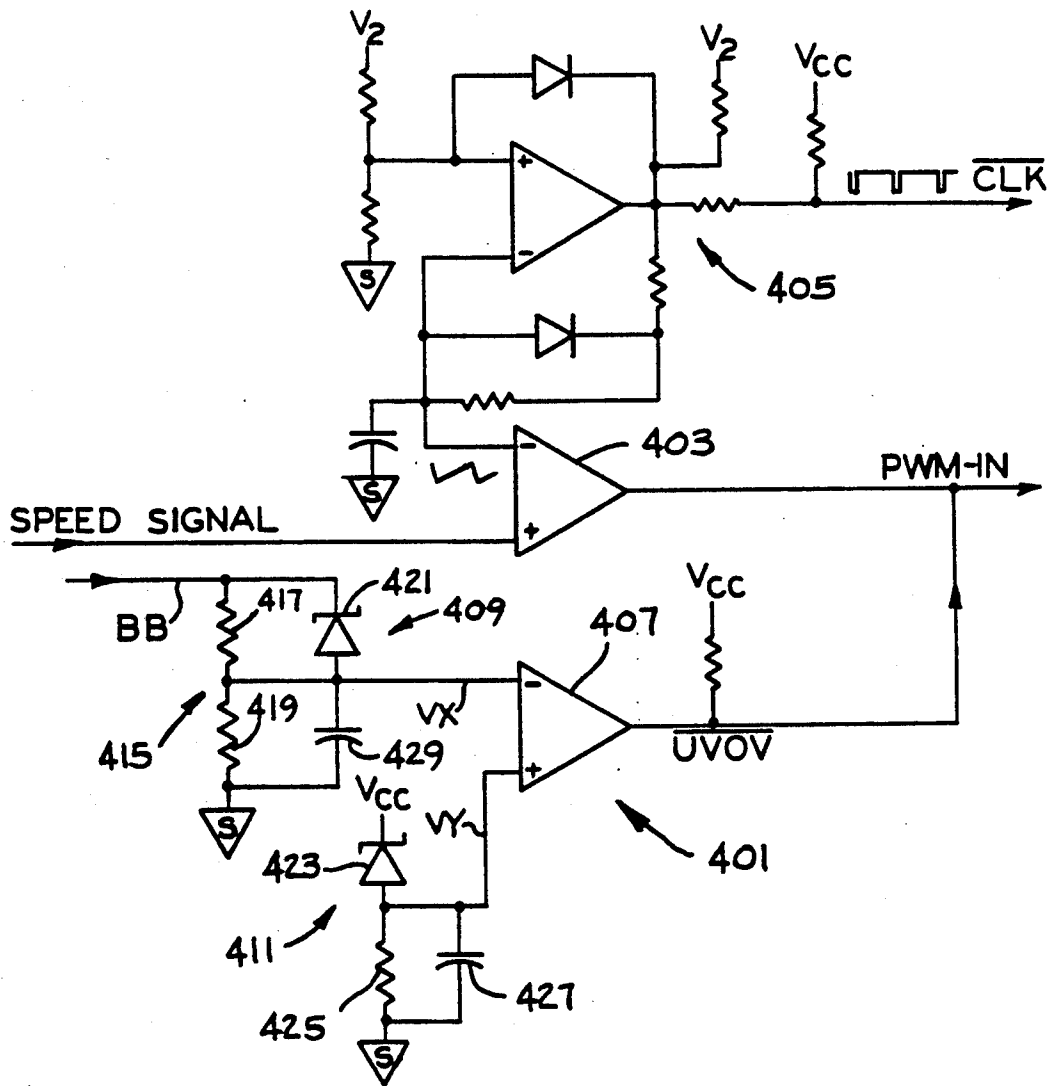 V2
V2
VCC
+
-
S
CLK
405
-
+
403
S
PWM-IN
SPEED SIGNAL
BB
417
421
409
407
VCC
415
419
VX
429
-
+
UVOV
S
VCC
VY
423
401
411
425
427
S